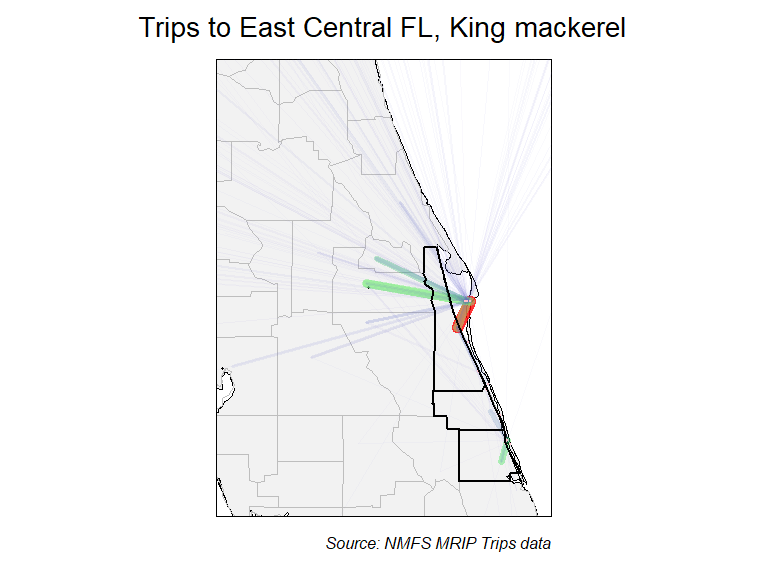 Trips to East Central FL, King mackerel
Source: NMFS MRIP Trips data